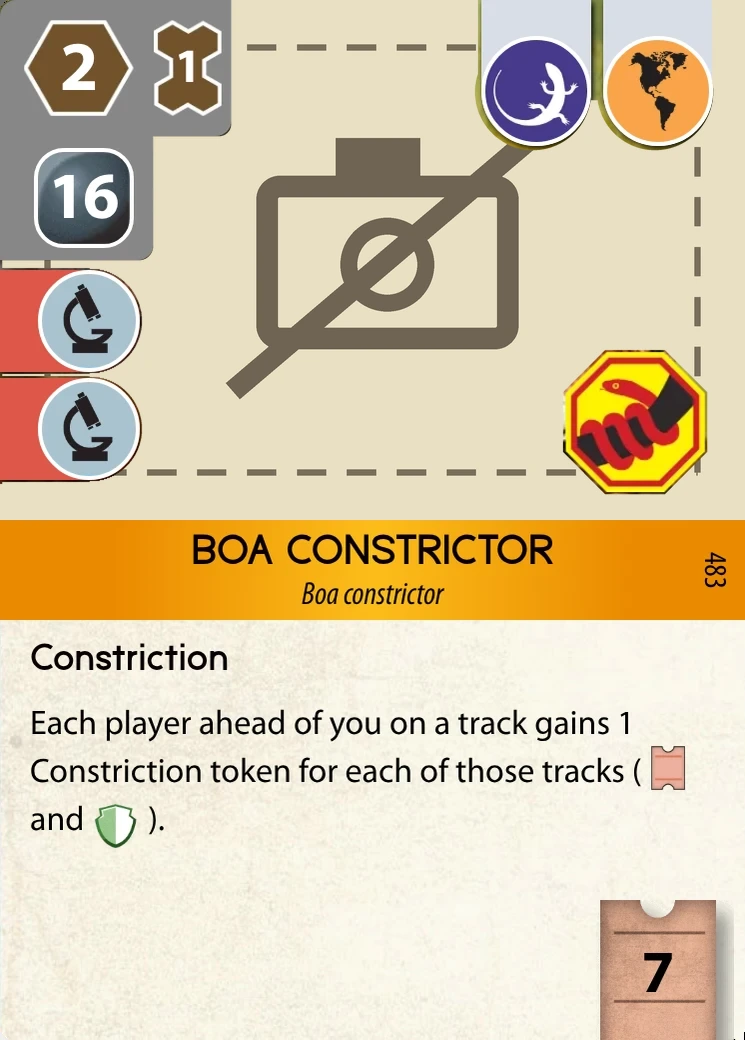 2
1
16
BOA CONSTRICTOR
Boa constrictor
483
Constriction
Each player ahead of you on a track gains 1
Constriction token for each of those tracks (
and ).
7